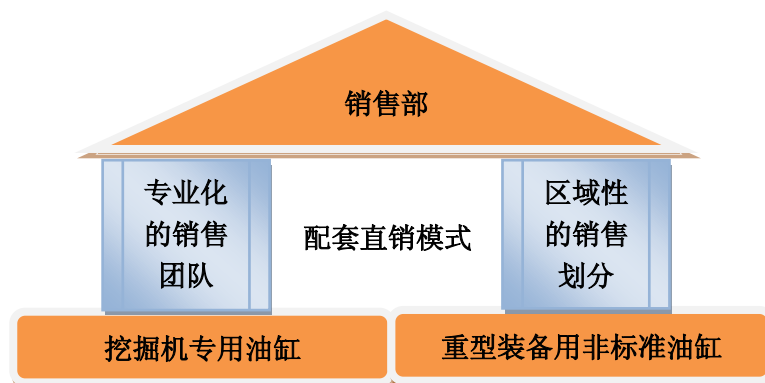 销售部
专业化
的销售
团队
配套直销模式
区域性
的销售
划分
挖掘机专用油缸
重型装备用非标准油缸